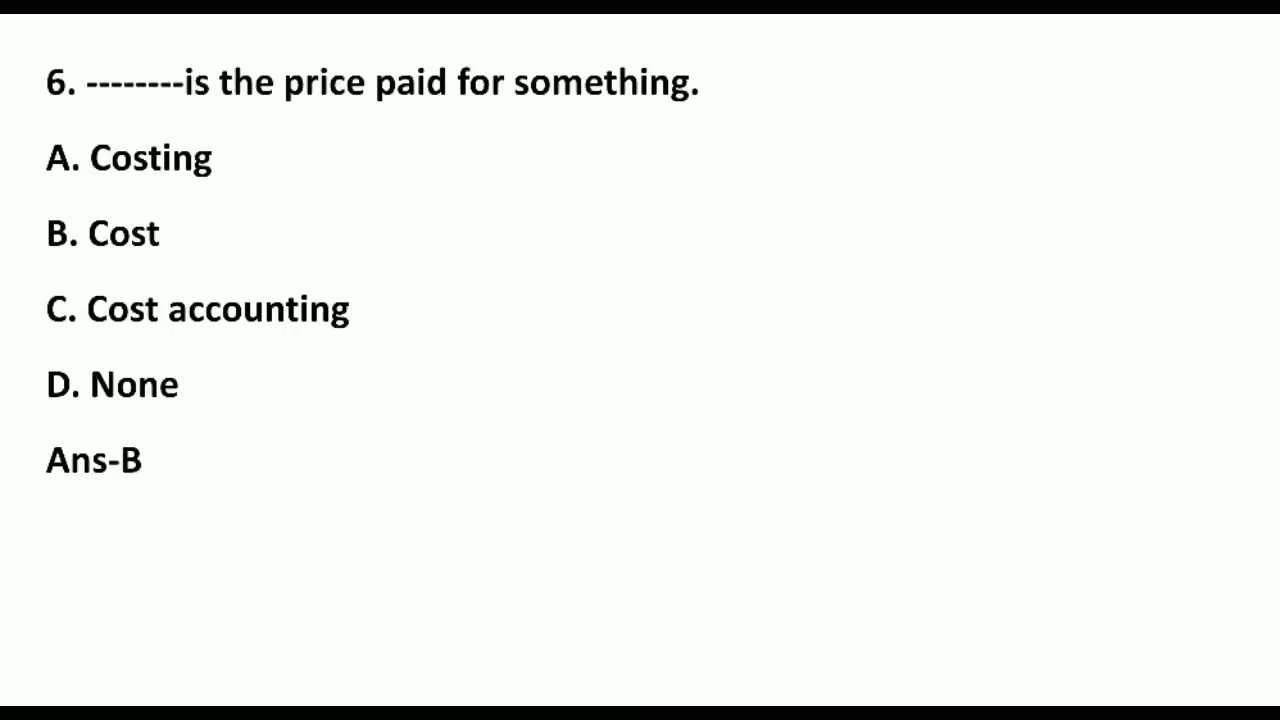 6. --------is the price paid for something.
A. Costing
B. Cost
C. Cost accounting
D. None
Ans-B